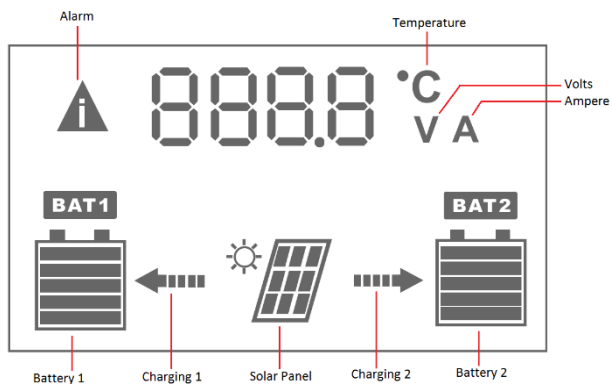 Alarm
Temperature
i
888.8
°C
Volts
V A
Ampere
BAT1
BAT2
Battery 1
Charging 1
Solar Panel
Charging 2
Battery 2